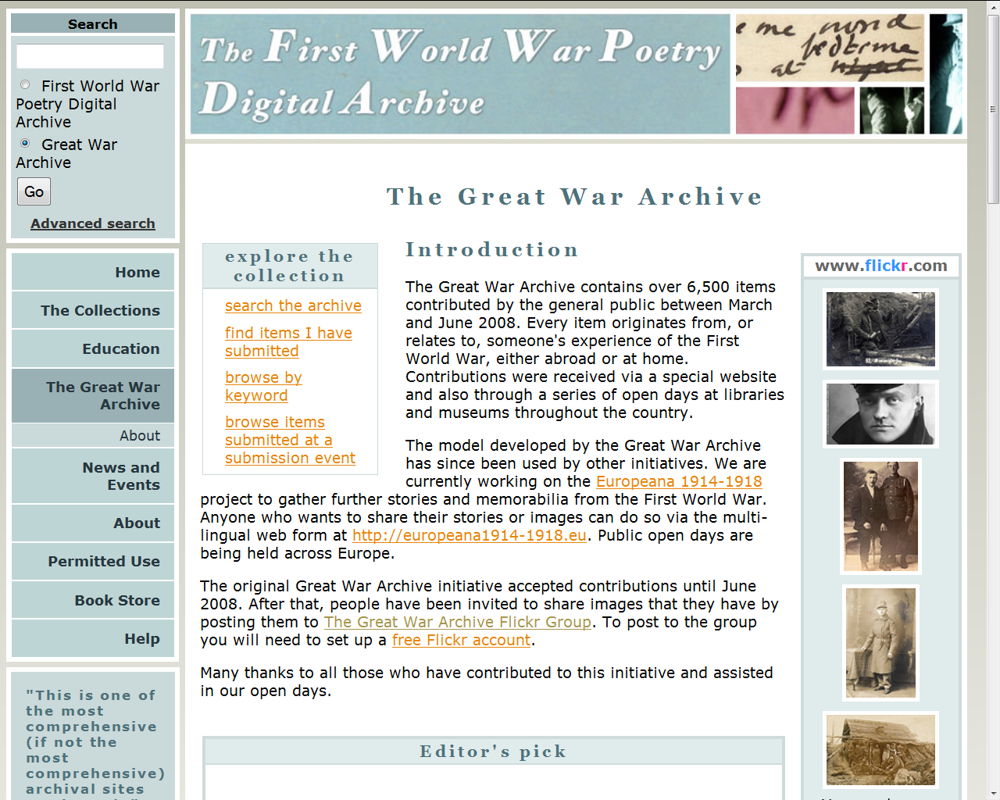 Search
First World War
Poetry Digital
Archive
Great War
Archive
Go
Advanced search
Home
The Collections
Education
The Great War
Archive
About
News and
Events
About
Permitted Use
Book Store
Help
"This is one of
the most
comprehensive
(if not the
most
comprehensive)
archival sites
The First World War Poetry
Digital Archive
me
at night
The Great War Archive
explore the
collection
search the archive
find items I have
submitted
browse by
keyword
browse items
submitted at a
submission event
Introduction
The Great War Archive contains over 6,500 items
contributed by the general public between March
and June 2008. Every item originates from, or
relates to, someone's experience of the First
World War, either abroad or at home.
Contributions were received via a special website
and also through a series of open days at libraries
and museums throughout the country.
The model developed by the Great War Archive
has since been used by other initiatives. We are
currently working on the Europeana 1914-1918
project to gather further stories and memorabilia from the First World War.
Anyone who wants to share their stories or images can do so via the multi-
lingual web form at http://europeana1914-1918.eu. Public open days are
being held across Europe.
The original Great War Archive initiative accepted contributions until June
2008. After that, people have been invited to share images that they have by
posting them to The Great War Archive Flickr Group. To post to the group
you will need to set up a free Flickr account.
Many thanks to all those who have contributed to this initiative and assisted
in our open days.
Editor's pick
www.flickr.com